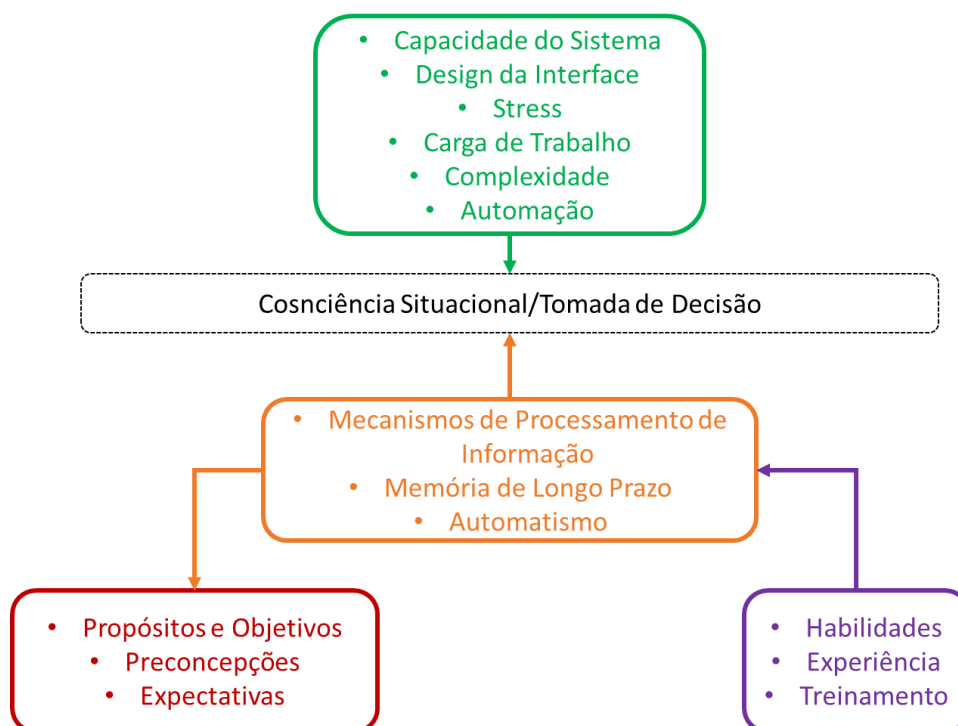 • Capacidade do Sistema
• Design da Interface
• Stress
• Carga de Trabalho
• Complexidade
• Automação
Cosnciência Situacional/Tomada de Decisão
• Mecanismos de Processamento de
Informação
• Memória de Longo Prazo
• Automatismo
• Propósitos e Objetivos
• Preconcepções
• Expectativas
• Habilidades
• Experiência
• Treinamento